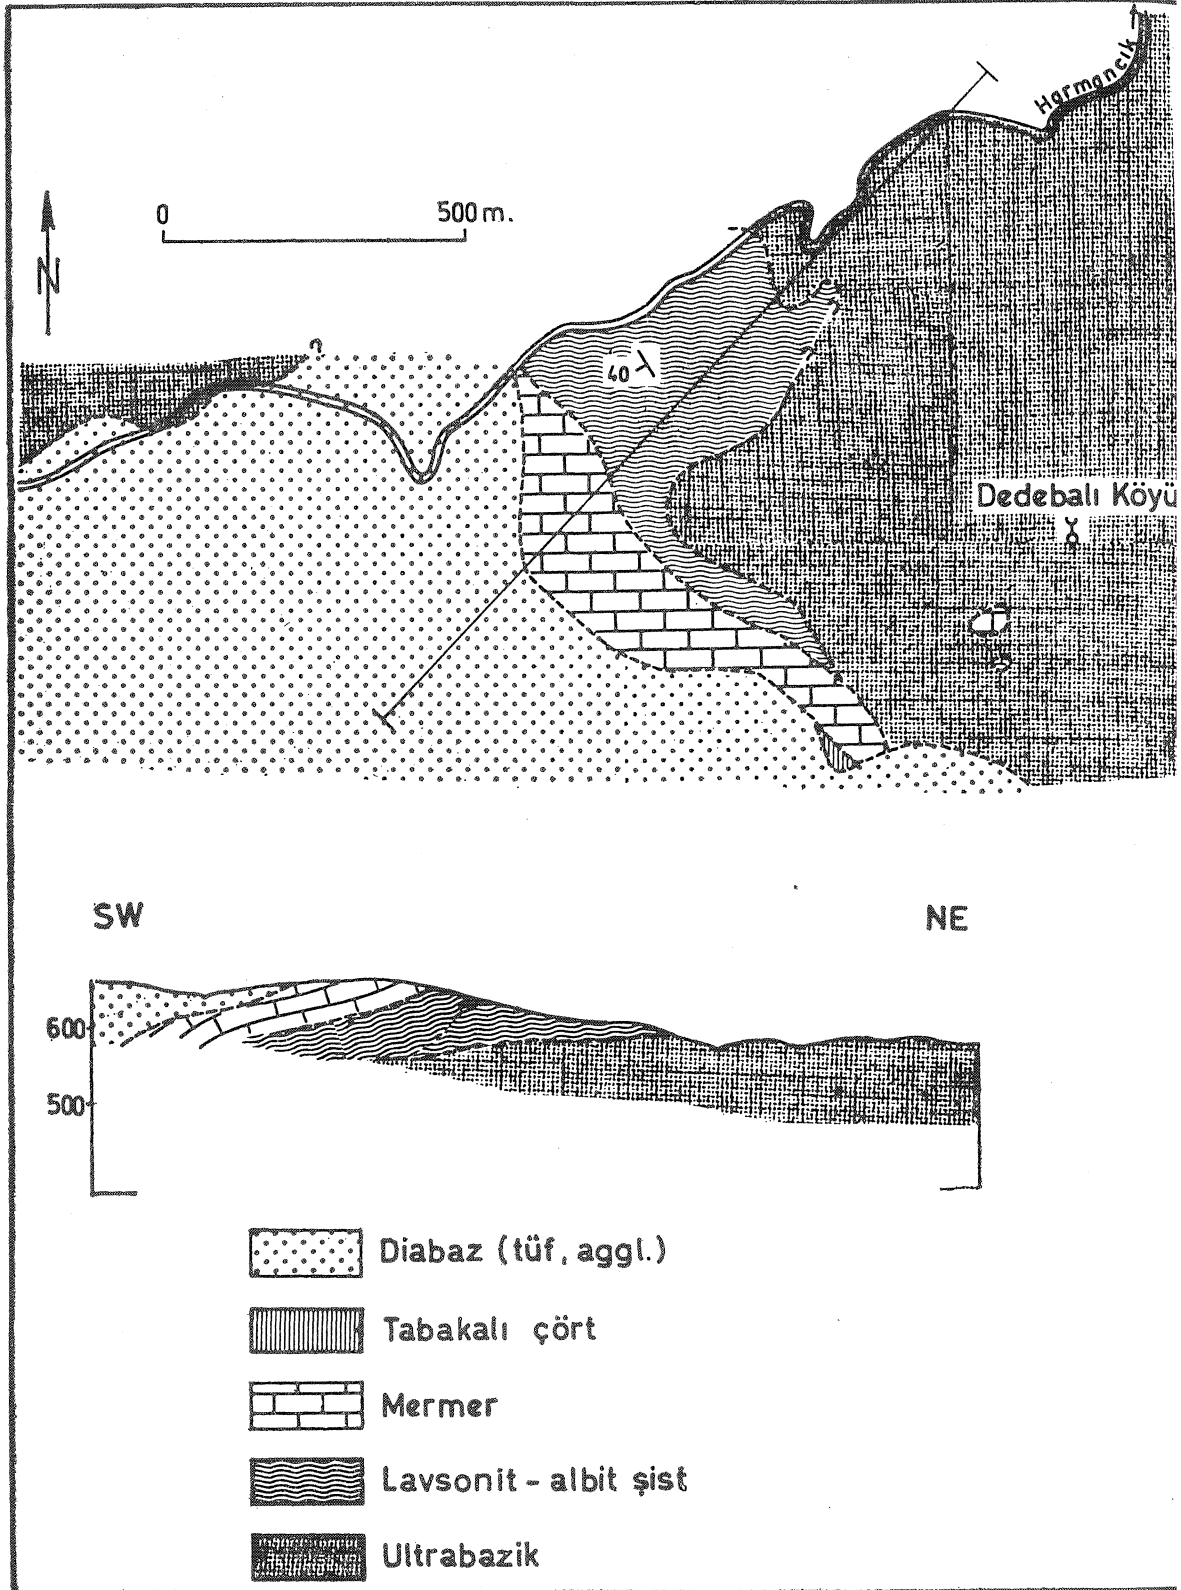 Harmancık
0 500 m.
N
40
Dedebalı Köyü
SW NE
600
500
Diabaz (tüf, aggl.)
Tabakalı çört
Mermer
Lavsonit - albit şist
Ultrabazik